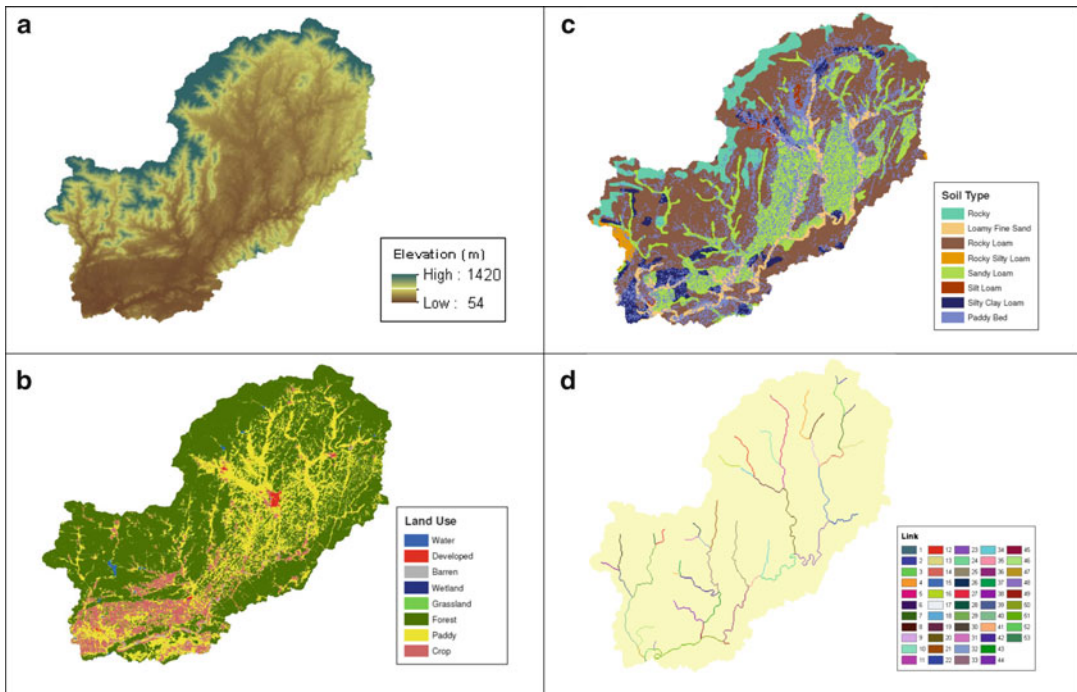 a
Elevation (m)
High : 1420
Low : 54
c
Soil Type
Rocky
Loamy Fine Sand
Rocky Loam
Rocky Silty Loam
Sandy Loam
Silt Loam
Silty Clay Loam
Paddy Bed
b
Land Use
Water
Developed
Barren
Wetland
Grassland
Forest
Paddy
Crop
d
Link
1 12 23 34 45
2 13 24 35 46
3 14 25 36 47
4 15 26 37 48
5 16 27 38 49
6 17 28 39 50
7 18 29 40 51
8 19 30 41 52
9 20 31 42 53
10 21 32 43
11 22 33 44